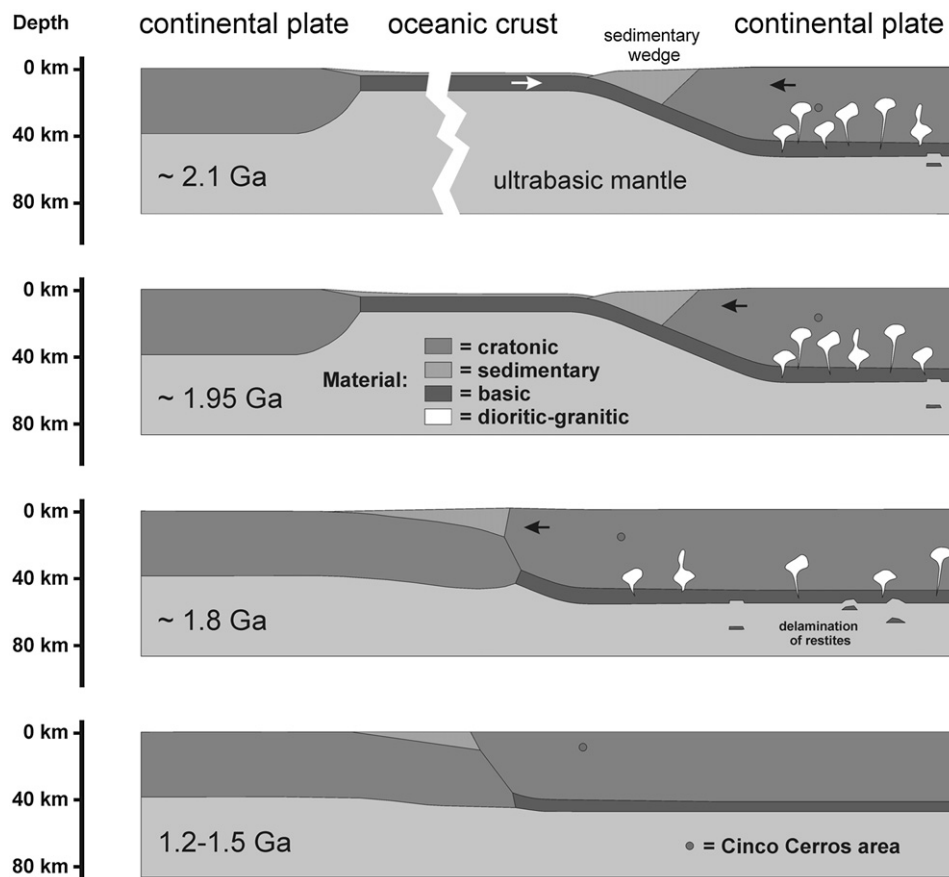 Depth
continental plate
oceanic crust
sedimentary
wedge
continental plate
0 km
40 km
80 km
~ 2.1 Ga
ultrabasic mantle
0 km
40 km
80 km
~ 1.95 Ga
Material:
= cratonic
= sedimentary
= basic
= dioritic-granitic
0 km
40 km
80 km
~ 1.8 Ga
delamination
of restites
0 km
40 km
80 km
1.2-1.5 Ga
= Cinco Cerros area